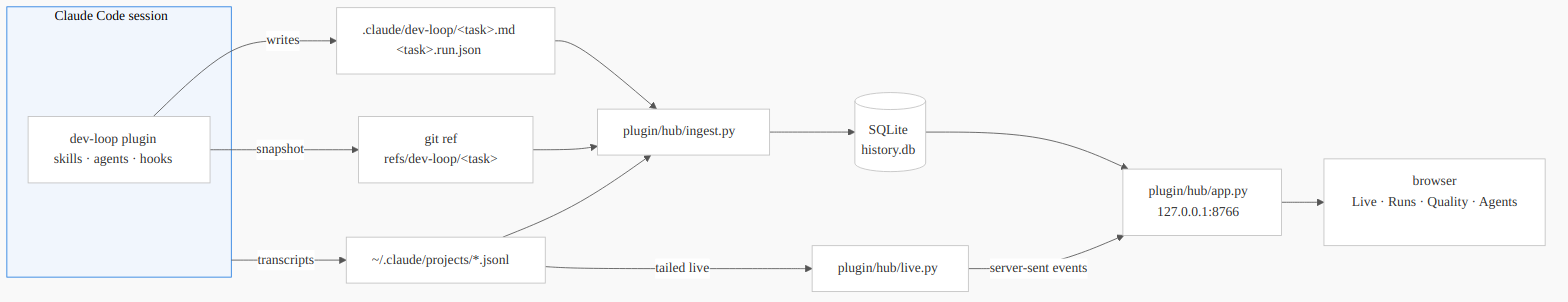 Claude Code session
dev-loop plugin
skills · agents · hooks
writes
snapshot
transcripts
.claude/dev-loop/<task>.md
<task>.run.json
git ref
refs/dev-loop/<task>
~/.claude/projects/*.jsonl
plugin/hub/ingest.py
tailed live
SQLite
history.db
plugin/hub/live.py
server-sent events
plugin/hub/app.py
127.0.0.1:8766
browser
Live · Runs · Quality · Agents